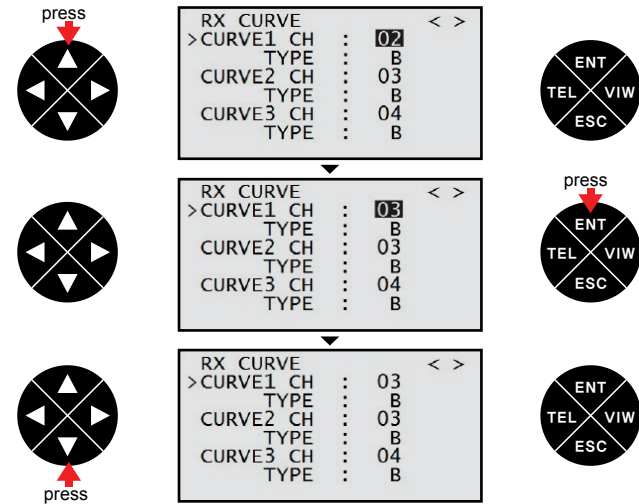 press
RX CURVE < >
>CURVE1 CH : 02
TYPE : B
CURVE2 CH : 03
TYPE : B
CURVE3 CH : 04
TYPE : B
ENT
TEL VIW
ESC
RX CURVE < >
>CURVE1 CH : 03
TYPE : B
CURVE2 CH : 03
TYPE : B
CURVE3 CH : 04
TYPE : B
press
ENT
TEL VIW
ESC
press
RX CURVE < >
>CURVE1 CH : 03
TYPE : B
CURVE2 CH : 03
TYPE : B
CURVE3 CH : 04
TYPE : B
ENT
TEL VIW
ESC